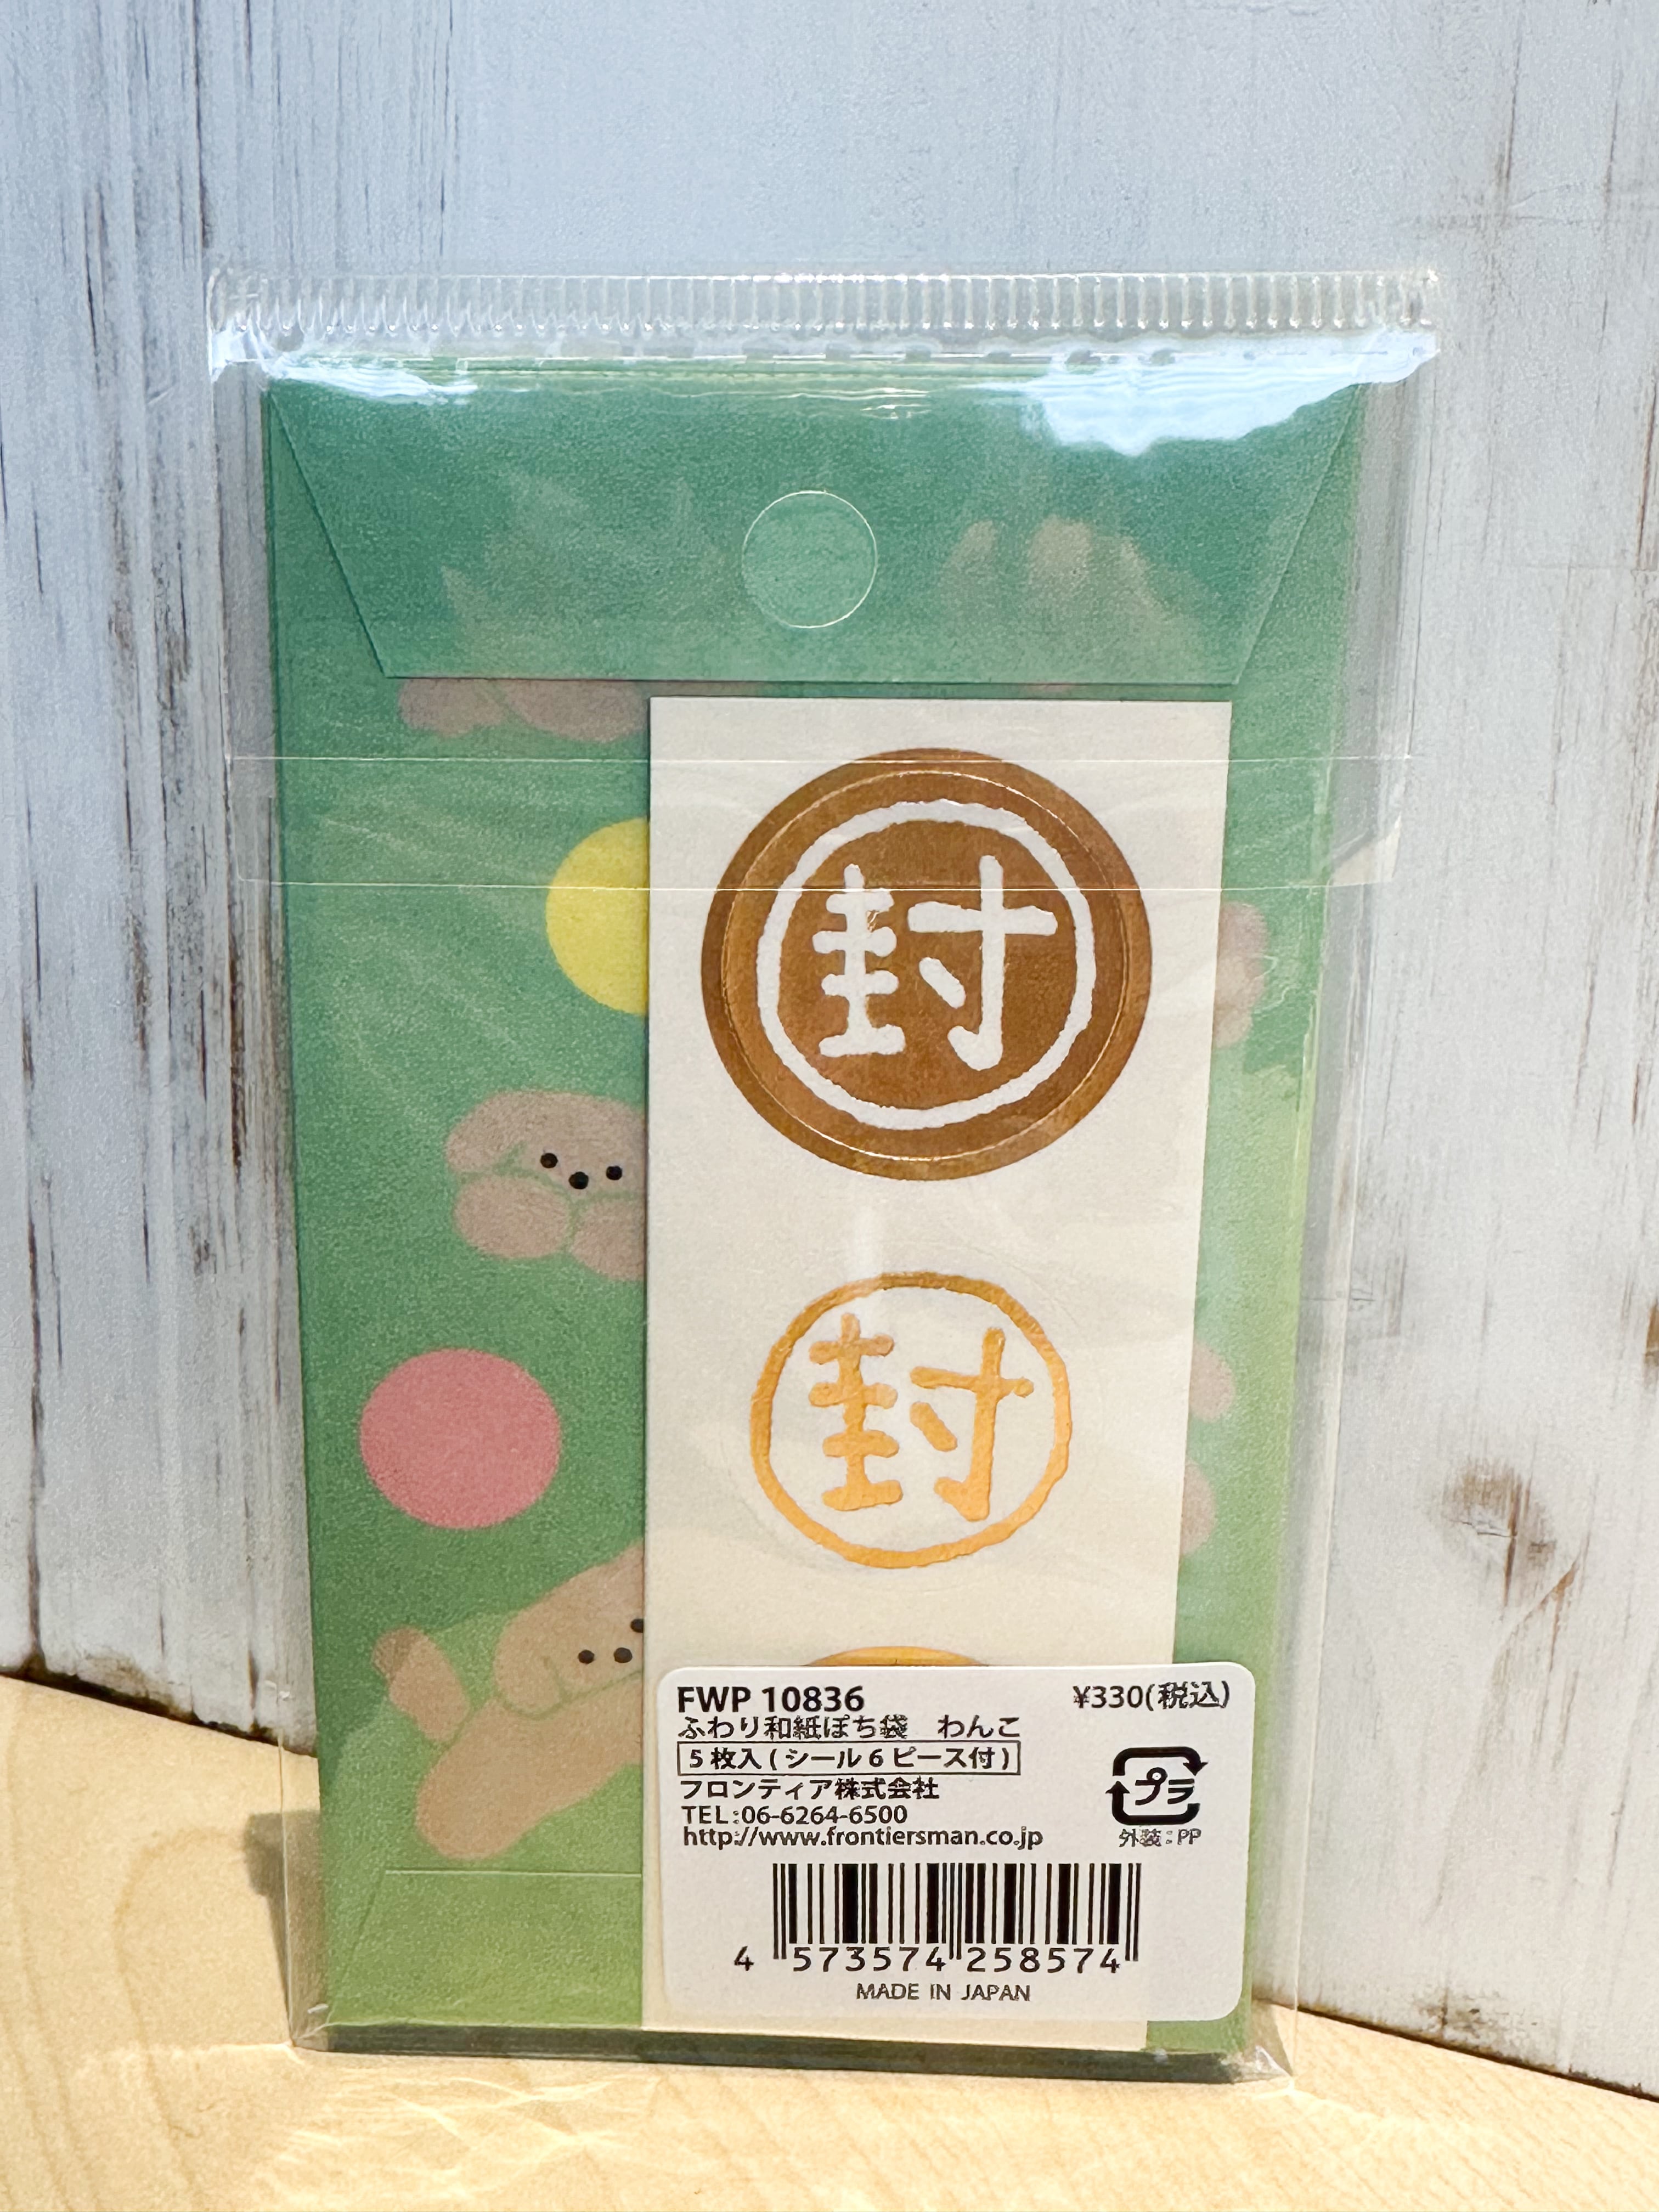 封
封
FWP 10836 ¥330(税込)
ふわり和紙ぽち袋 わんこ
5枚入(シール6ピース付)
フロンティア株式会社
TEL:06-6264-6500
http://www.frontiersman.co.jp
プラ
外装:PP
4 573574 258574
MADE IN JAPAN